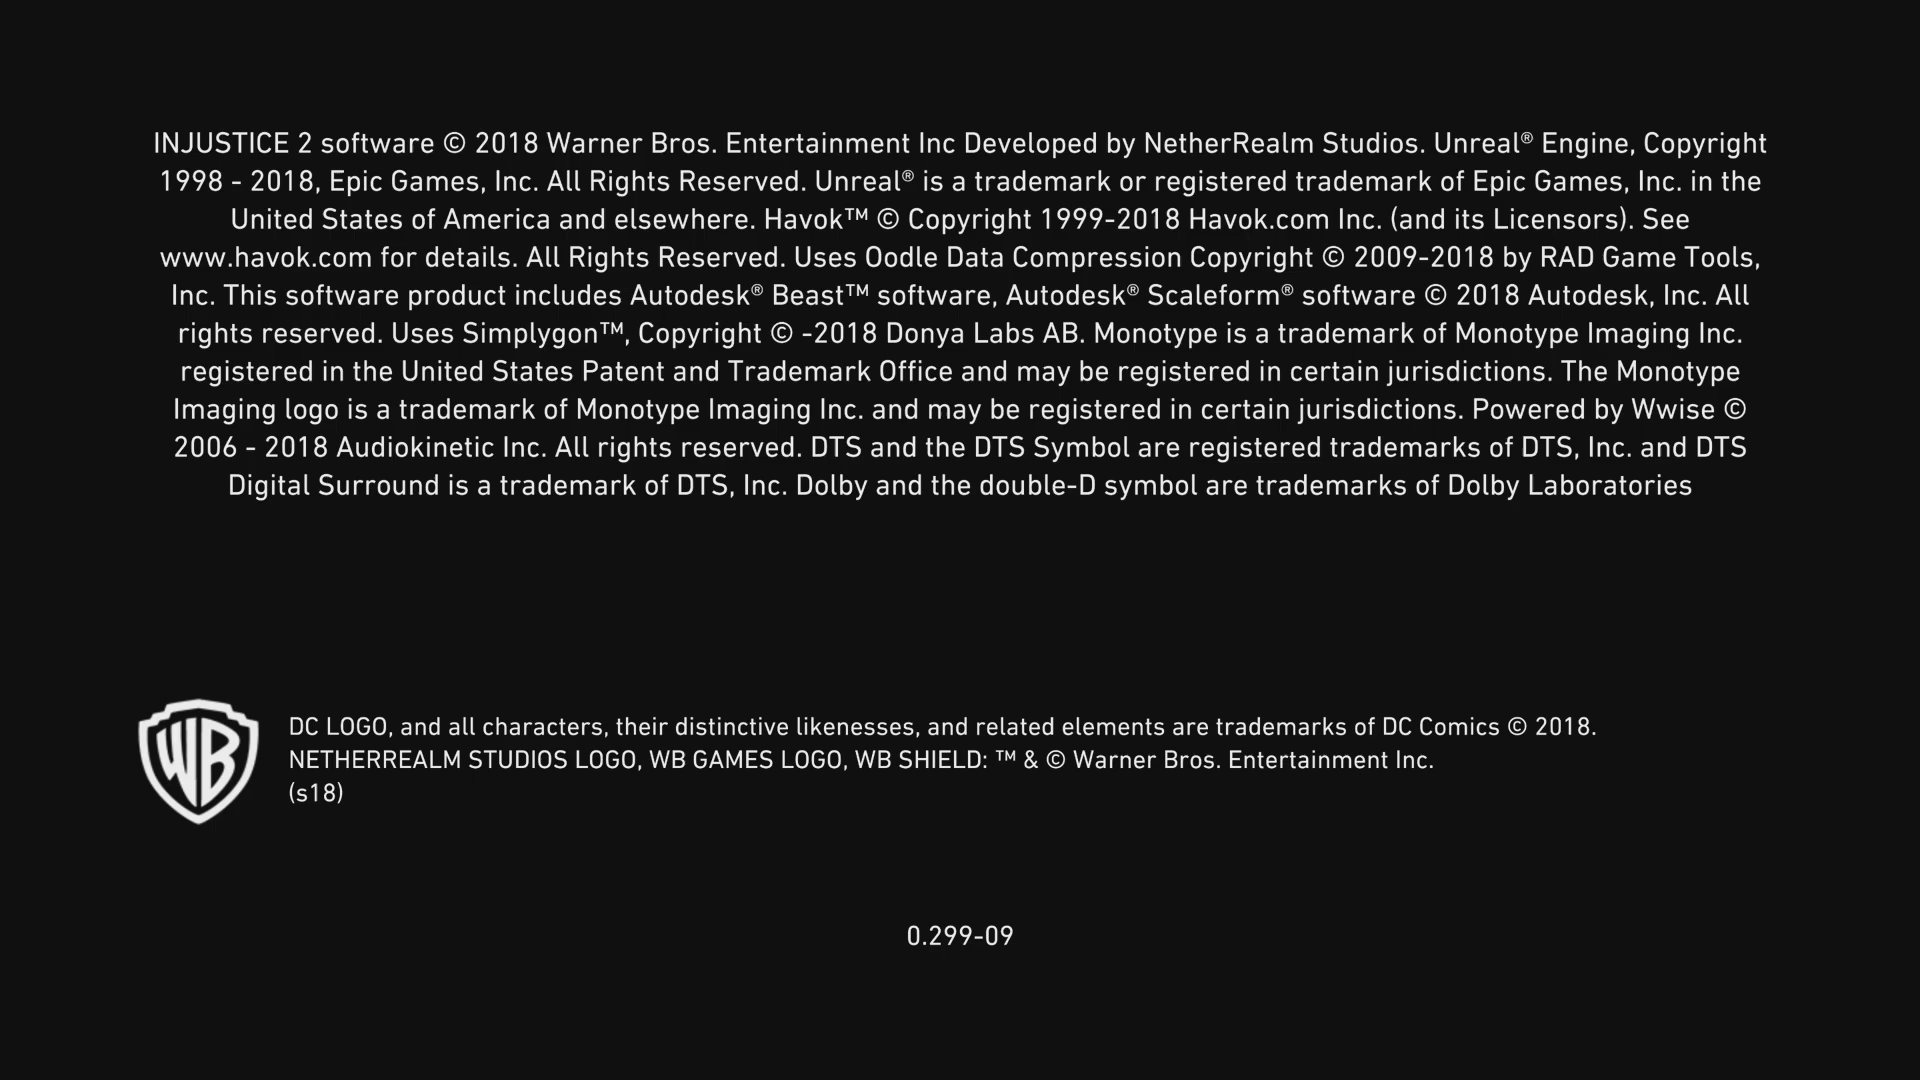 INJUSTICE 2 software © 2018 Warner Bros. Entertainment Inc Developed by NetherRealm Studios. Unreal® Engine, Copyright
1998 - 2018, Epic Games, Inc. All Rights Reserved. Unreal® is a trademark or registered trademark of Epic Games, Inc. in the
United States of America and elsewhere. Havok™ © Copyright 1999-2018 Havok.com Inc. (and its Licensors). See
www.havok.com for details. All Rights Reserved. Uses Oodle Data Compression Copyright © 2009-2018 by RAD Game Tools,
Inc. This software product includes Autodesk® Beast™ software, Autodesk® Scaleform® software © 2018 Autodesk, Inc. All
rights reserved. Uses Simplygon™, Copyright © -2018 Donya Labs AB. Monotype is a trademark of Monotype Imaging Inc.
registered in the United States Patent and Trademark Office and may be registered in certain jurisdictions. The Monotype
Imaging logo is a trademark of Monotype Imaging Inc. and may be registered in certain jurisdictions. Powered by Wwise ©
2006 - 2018 Audiokinetic Inc. All rights reserved. DTS and the DTS Symbol are registered trademarks of DTS, Inc. and DTS
Digital Surround is a trademark of DTS, Inc. Dolby and the double-D symbol are trademarks of Dolby Laboratories
WB
DC LOGO, and all characters, their distinctive likenesses, and related elements are trademarks of DC Comics © 2018.
NETHERREALM STUDIOS LOGO, WB GAMES LOGO, WB SHIELD: ™ & © Warner Bros. Entertainment Inc.
(s18)
0.299-09